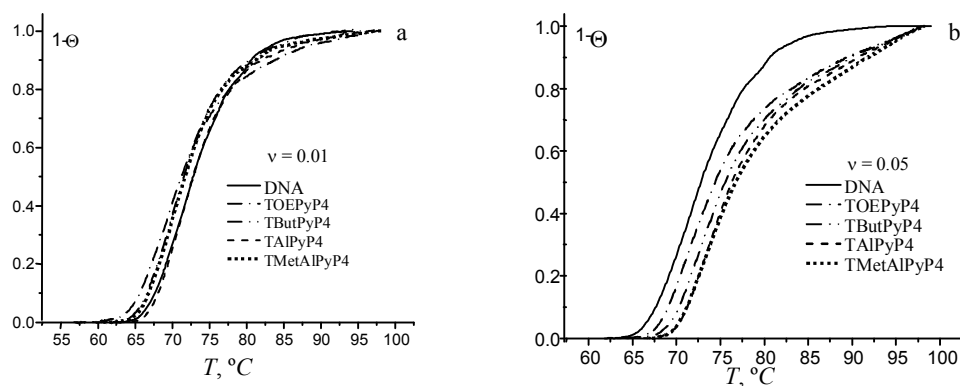 1-Θ
a
1.0
0.8
0.6
0.4
0.2
0.0
ν = 0.01
DNA
TOEPyP4
TButPyP4
TAlPyP4
TMetAlPyP4
55 60 65 70 75 80 85 90 95 100
T, ºC
1-Θ
b
1.0
0.8
0.6
0.4
0.2
0.0
ν = 0.05
DNA
TOEPyP4
TButPyP4
TAlPyP4
TMetAlPyP4
60 65 70 75 80 85 90 95 100
T, ºC